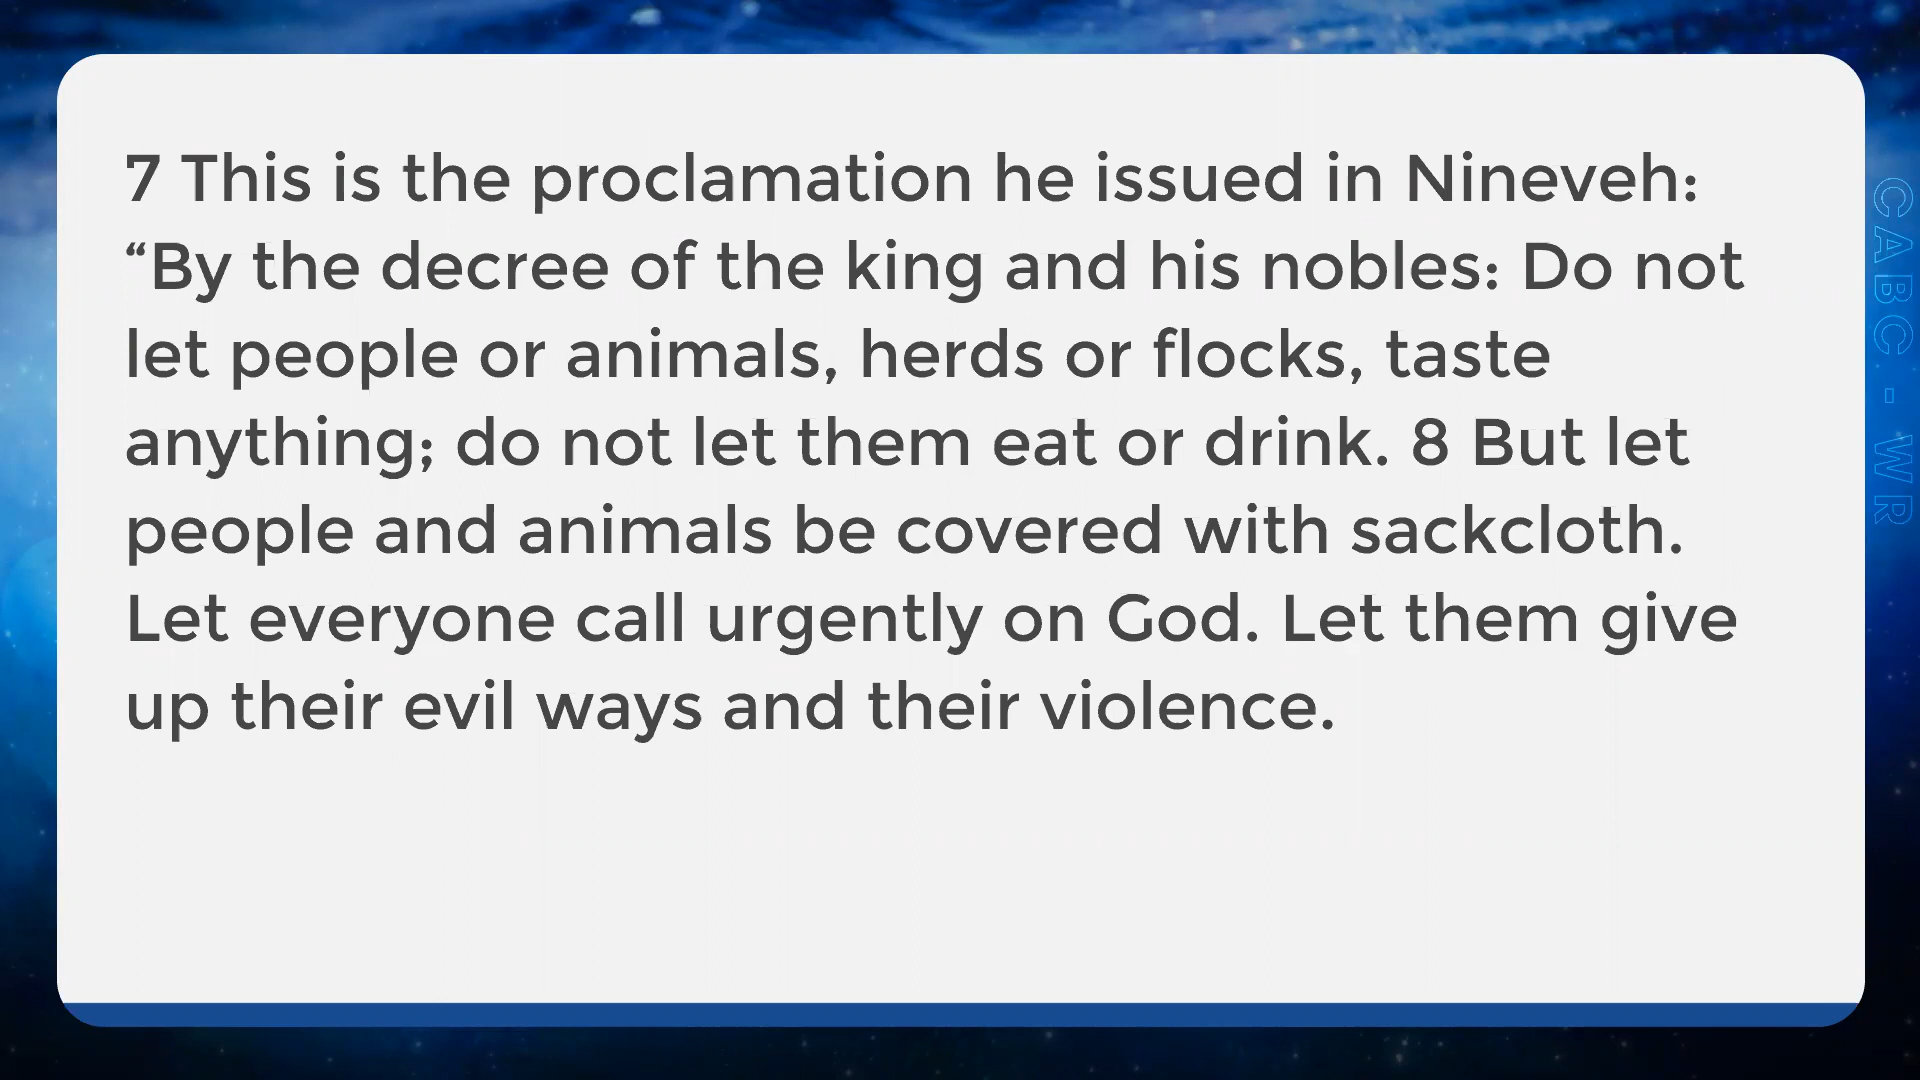 7 This is the proclamation he issued in Nineveh:
“By the decree of the king and his nobles: Do not
let people or animals, herds or flocks, taste
anything; do not let them eat or drink. 8 But let
people and animals be covered with sackcloth.
Let everyone call urgently on God. Let them give
up their evil ways and their violence.
CABC - WR